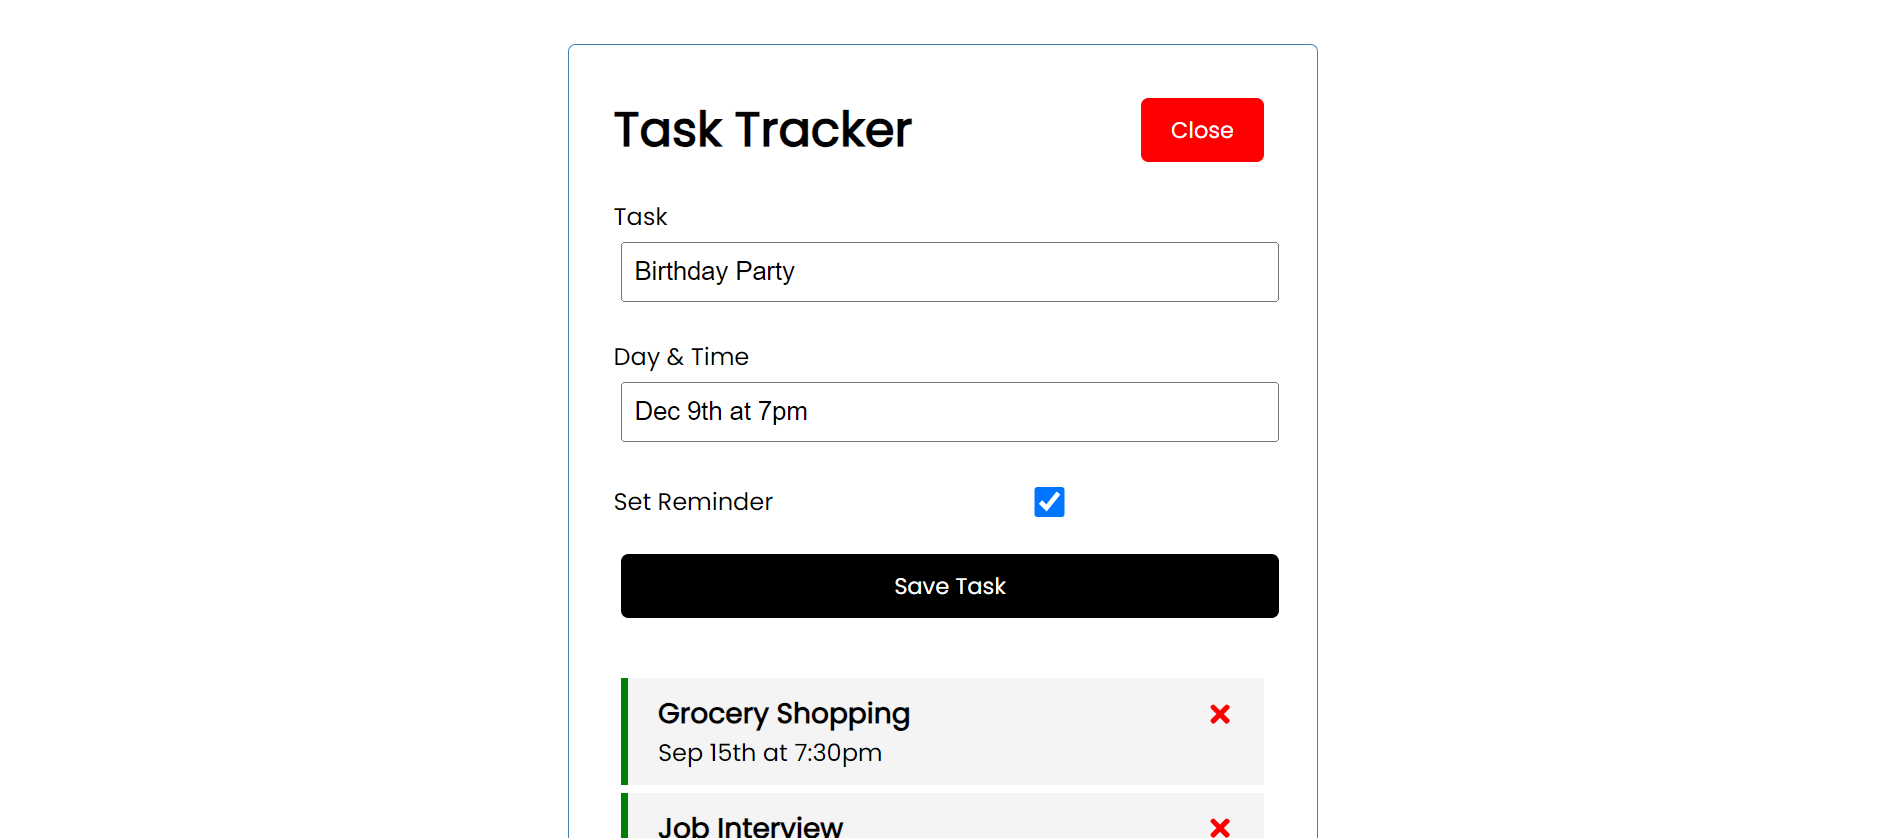 Task Tracker
Close
Task
Birthday Party
Day & Time
Dec 9th at 7pm
Set Reminder
Save Task
Grocery Shopping
Sep 15th at 7:30pm
Job Interview